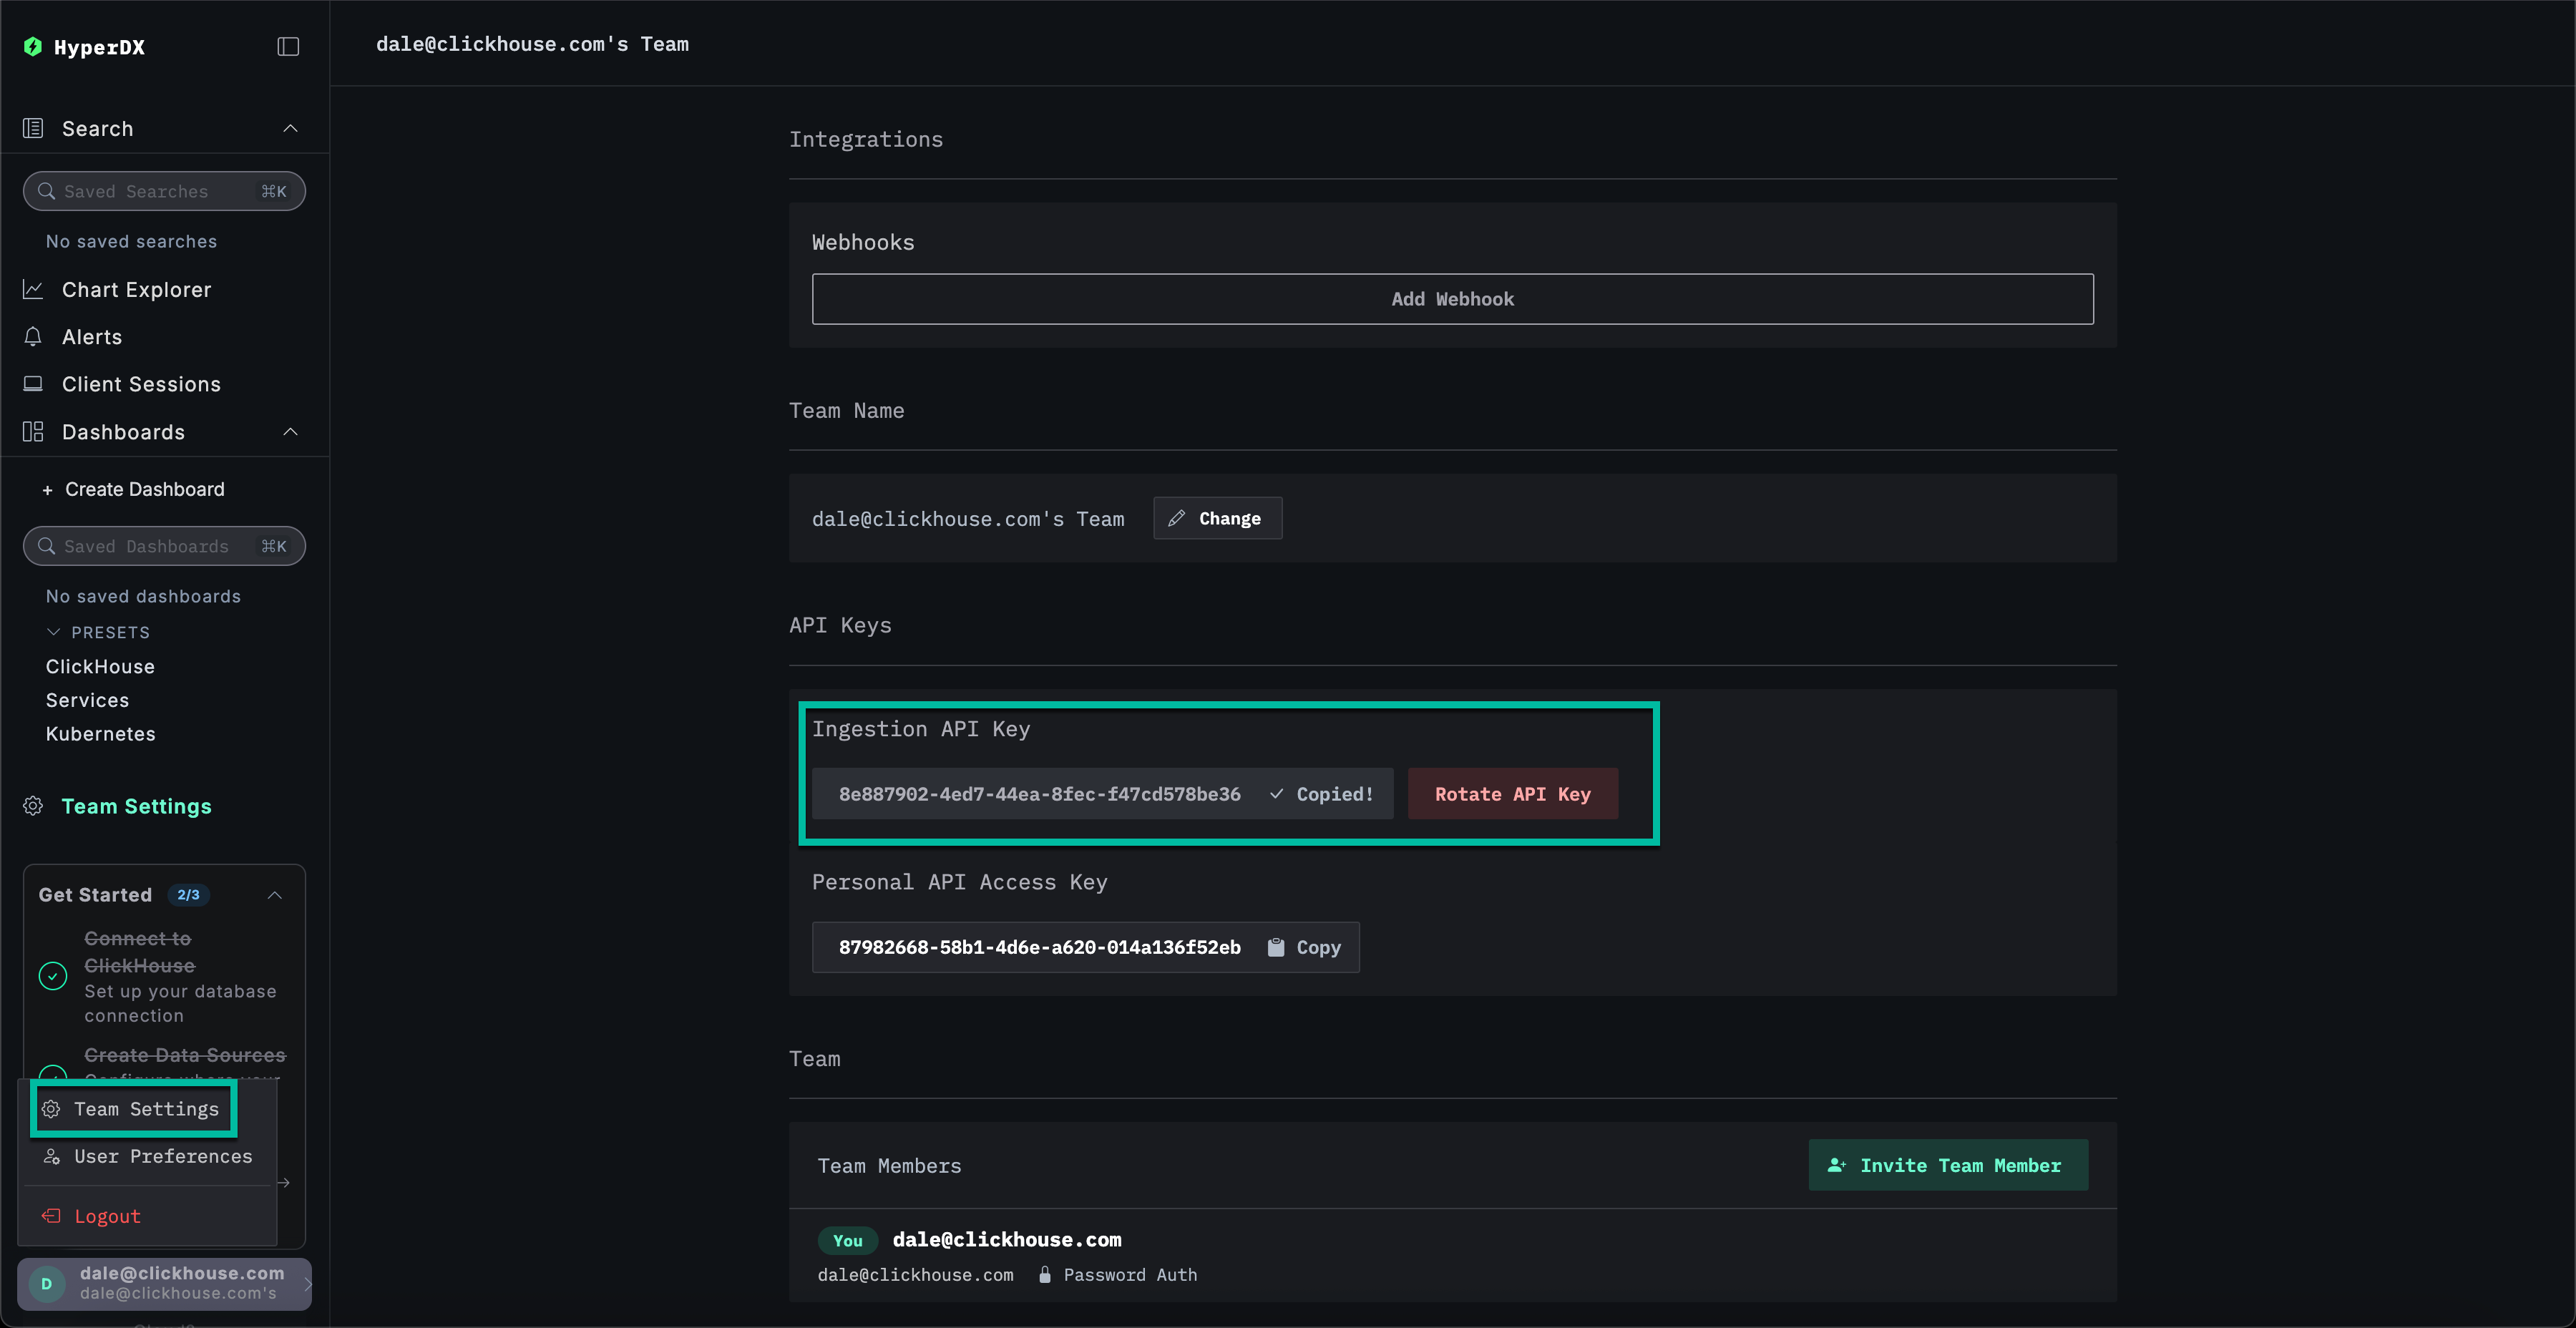 HyperDX
dale@clickhouse.com's Team
Search
Saved Searches ⌘K
No saved searches
Chart Explorer
Alerts
Client Sessions
Dashboards
+ Create Dashboard
Saved Dashboards ⌘K
No saved dashboards
PRESETS
ClickHouse
Services
Kubernetes
Team Settings
Get Started 2/3
Connect to
ClickHouse
Set up your database
connection
Create Data Sources
Configure where your
Team Settings
User Preferences
Logout
D
dale@clickhouse.com
dale@clickhouse.com's
Integrations
Webhooks
Add Webhook
Team Name
dale@clickhouse.com's Team
Change
API Keys
Ingestion API Key
8e887902-4ed7-44ea-8fec-f47cd578be36 Copied!
Rotate API Key
Personal API Access Key
87982668-58b1-4d6e-a620-014a136f52eb Copy
Team
Team Members
Invite Team Member
You dale@clickhouse.com
dale@clickhouse.com Password Auth